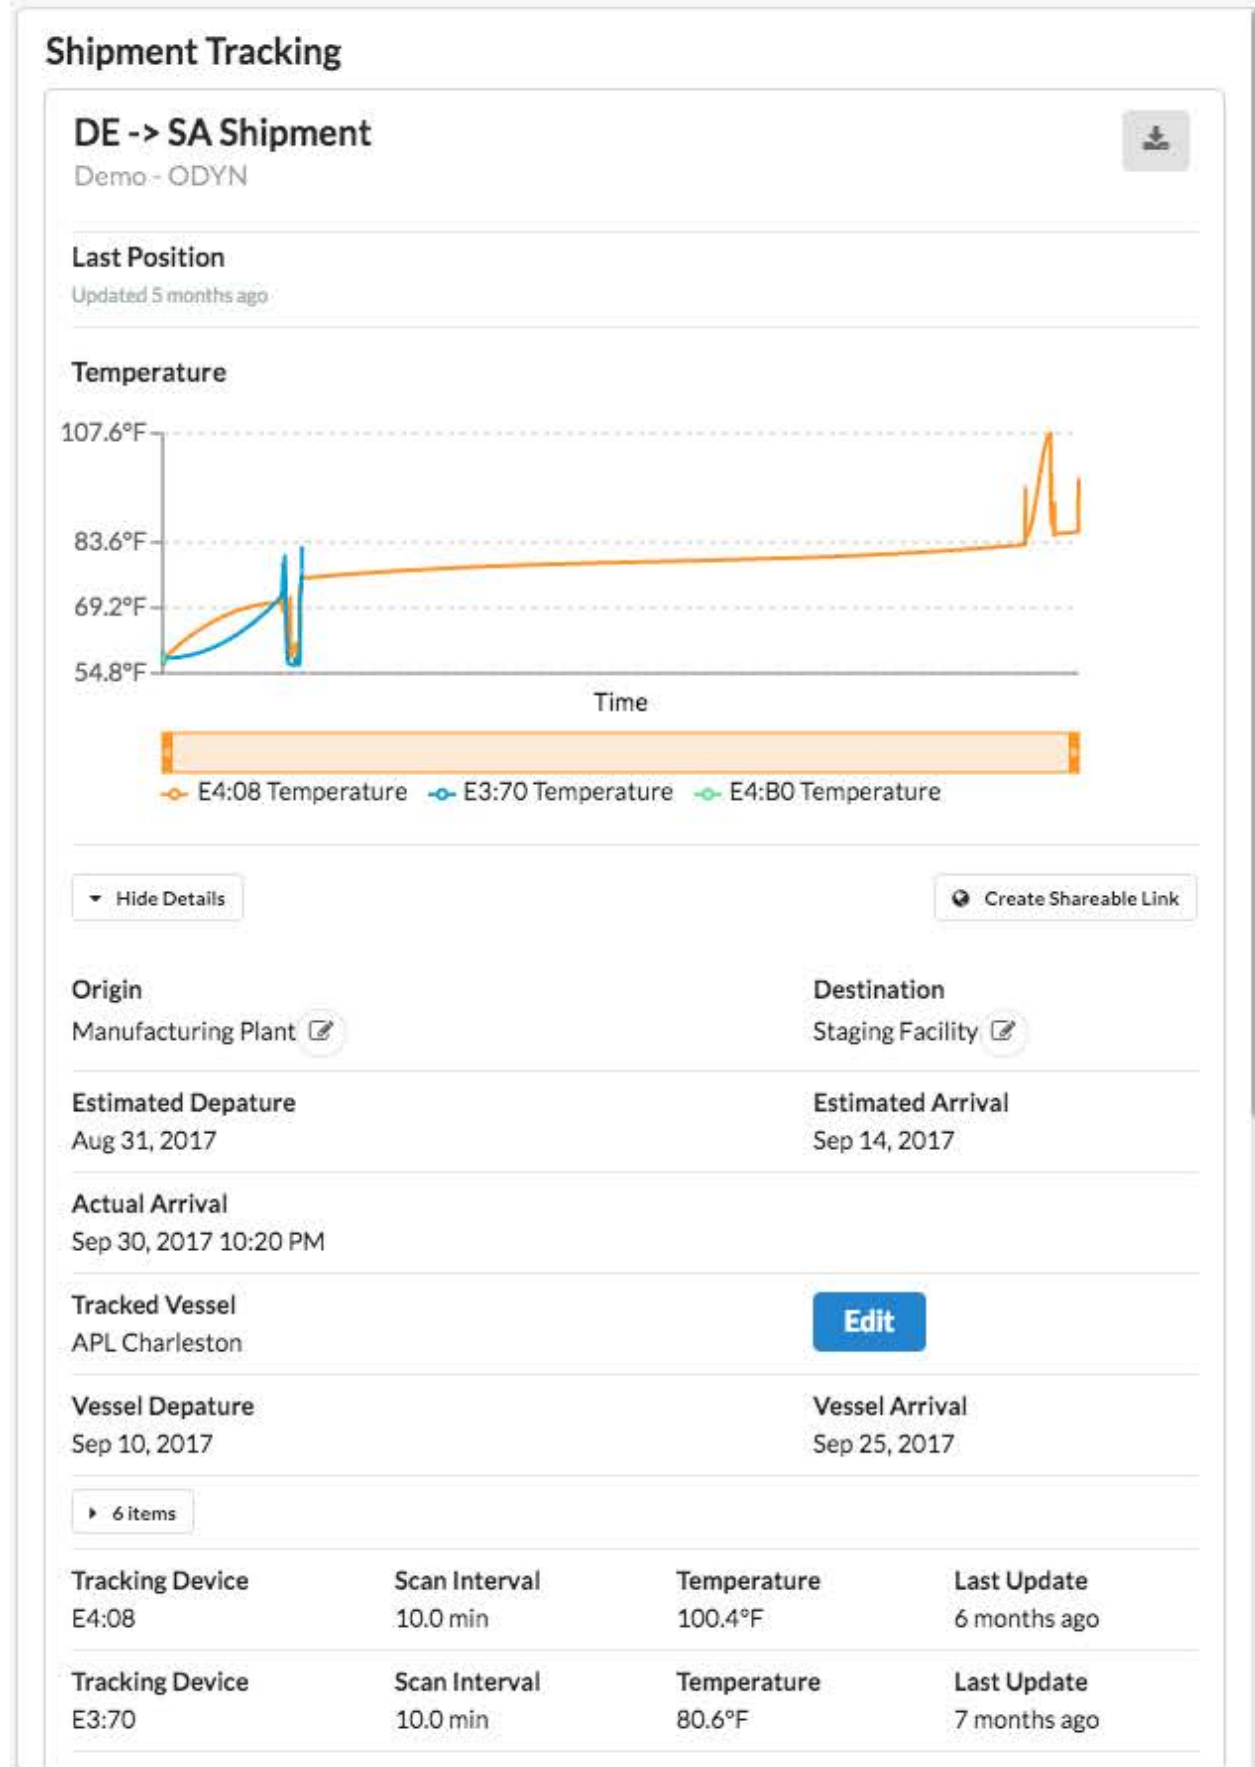 Shipment Tracking
DE -> SA Shipment
Demo - ODYN
Last Position
Updated 5 months ago
Temperature
107.6°F
83.6°F
69.2°F
54.8°F
Time
E4:08 Temperature E3:70 Temperature E4:B0 Temperature
Hide Details Create Shareable Link
Origin Destination
Manufacturing Plant Staging Facility
Estimated Depature Estimated Arrival
Aug 31, 2017 Sep 14, 2017
Actual Arrival
Sep 30, 2017 10:20 PM
Tracked Vessel Edit
APL Charleston
Vessel Depature Vessel Arrival
Sep 10, 2017 Sep 25, 2017
6 items
Tracking Device Scan Interval Temperature Last Update
E4:08 10.0 min 100.4°F 6 months ago
Tracking Device Scan Interval Temperature Last Update
E3:70 10.0 min 80.6°F 7 months ago